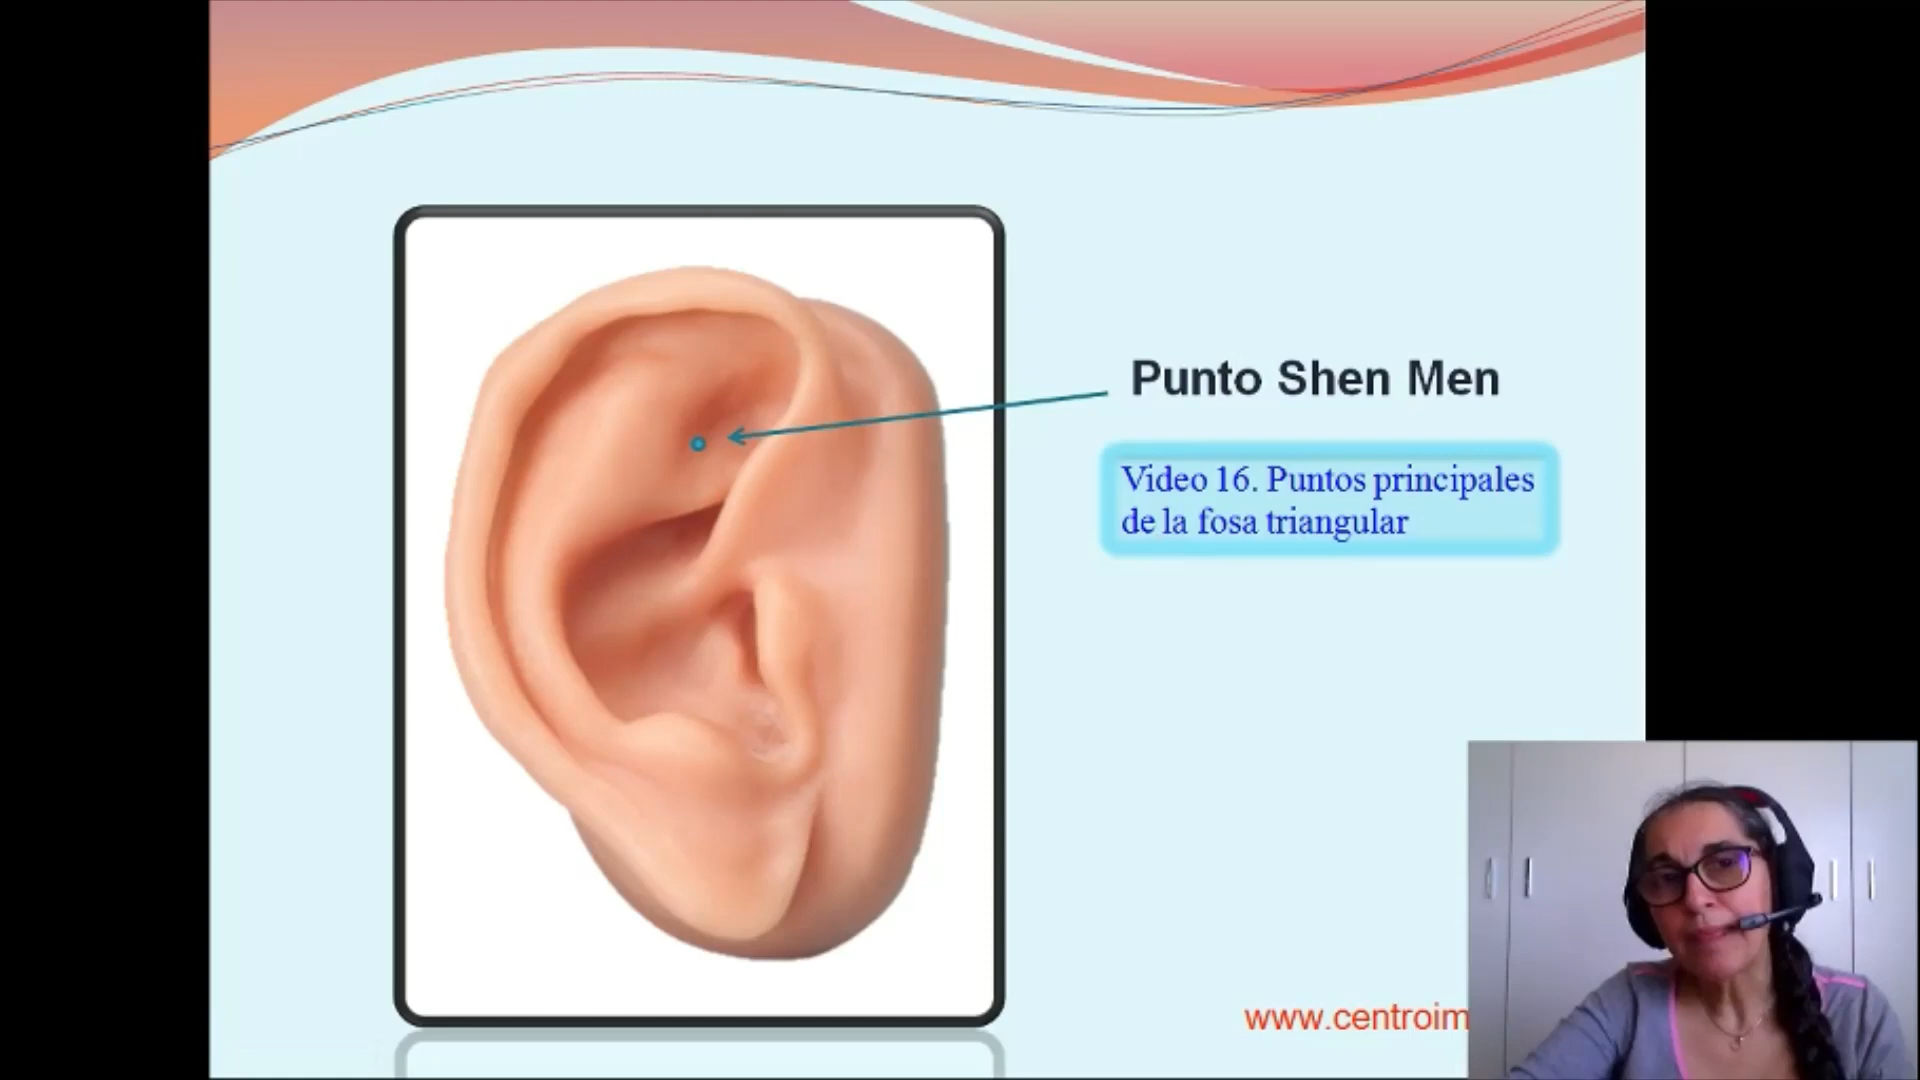 Punto Shen Men
Video 16. Puntos principales
de la fosa triangular
www.centroim